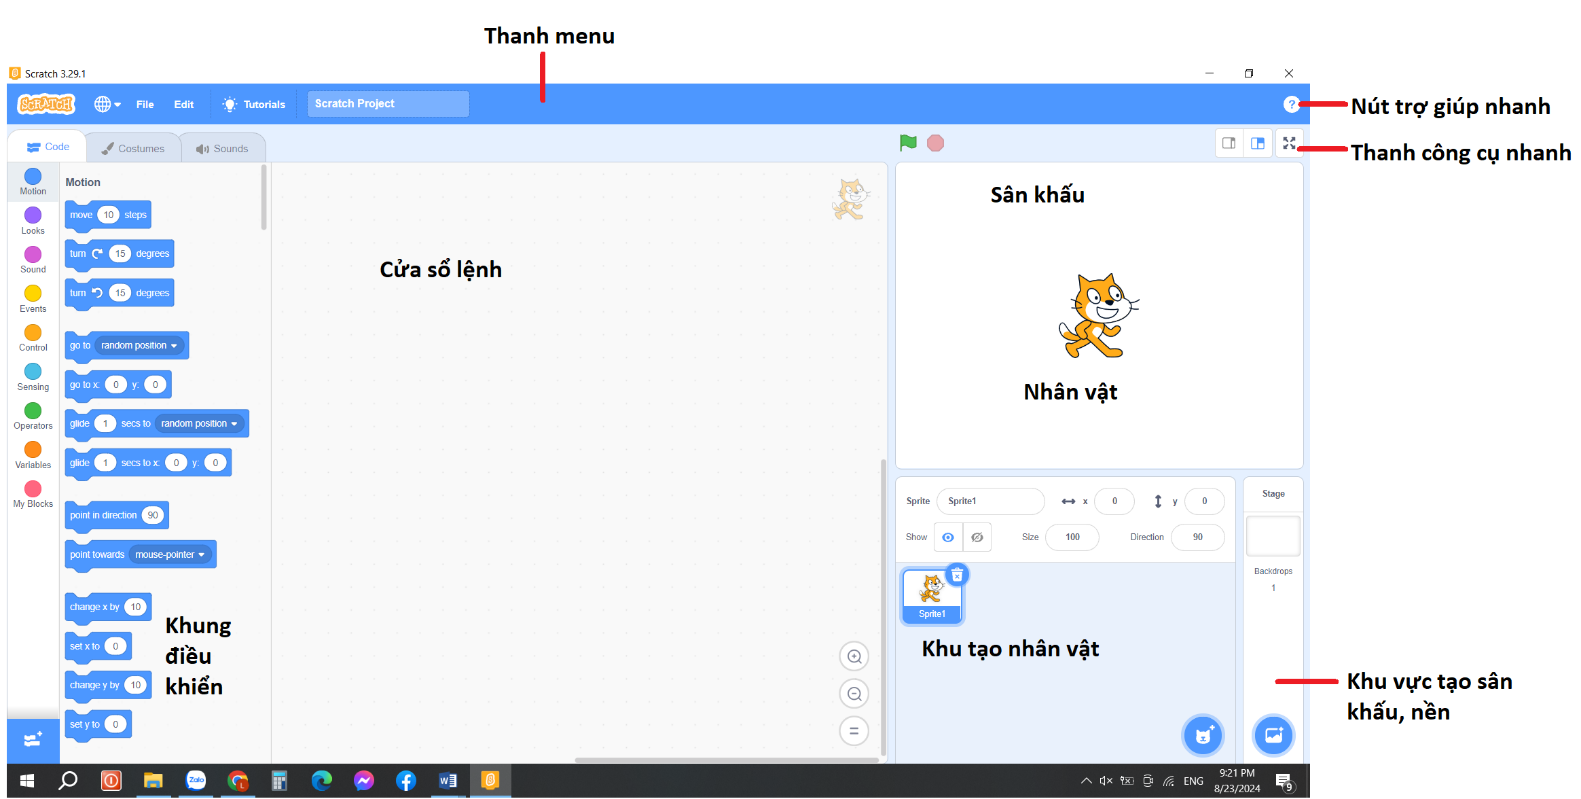 Thanh menu
Scratch 3.29.1
SCRATCH
File
Edit
Tutorials
Scratch Project
?
Nút trợ giúp nhanh
Thanh công cụ nhanh
Code
Costumes
Sounds
Motion
Looks
Sound
Events
Control
Sensing
Operators
Variables
My Blocks
Motion
move 10 steps
turn 15 degrees
turn 15 degrees
go to random position
go to x: 0 y: 0
glide 1 secs to random position
glide 1 secs to x: 0 y: 0
point in direction 90
point towards mouse-pointer
change x by 10
set x to 0
change y by 10
set y to 0
Khung
điều
khiển
Cửa sổ lệnh
Sân khấu
Nhân vật
Sprite Sprite1 x 0 y 0
Show Size 100 Direction 90
Sprite1
Khu tạo nhân vật
Stage
Backdrops
1
Khu vực tạo sân
khấu, nền
Zalo
L
W
ENG
9:21 PM
8/23/2024
9